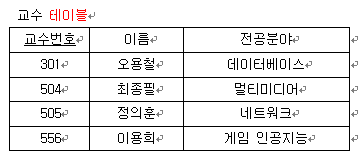 교수 테이블
교수번호 이름 전공분야
301 오용철 데이터베이스
504 최종필 멀티미디어
505 정의훈 네트워크
556 이용희 게임 인공지능